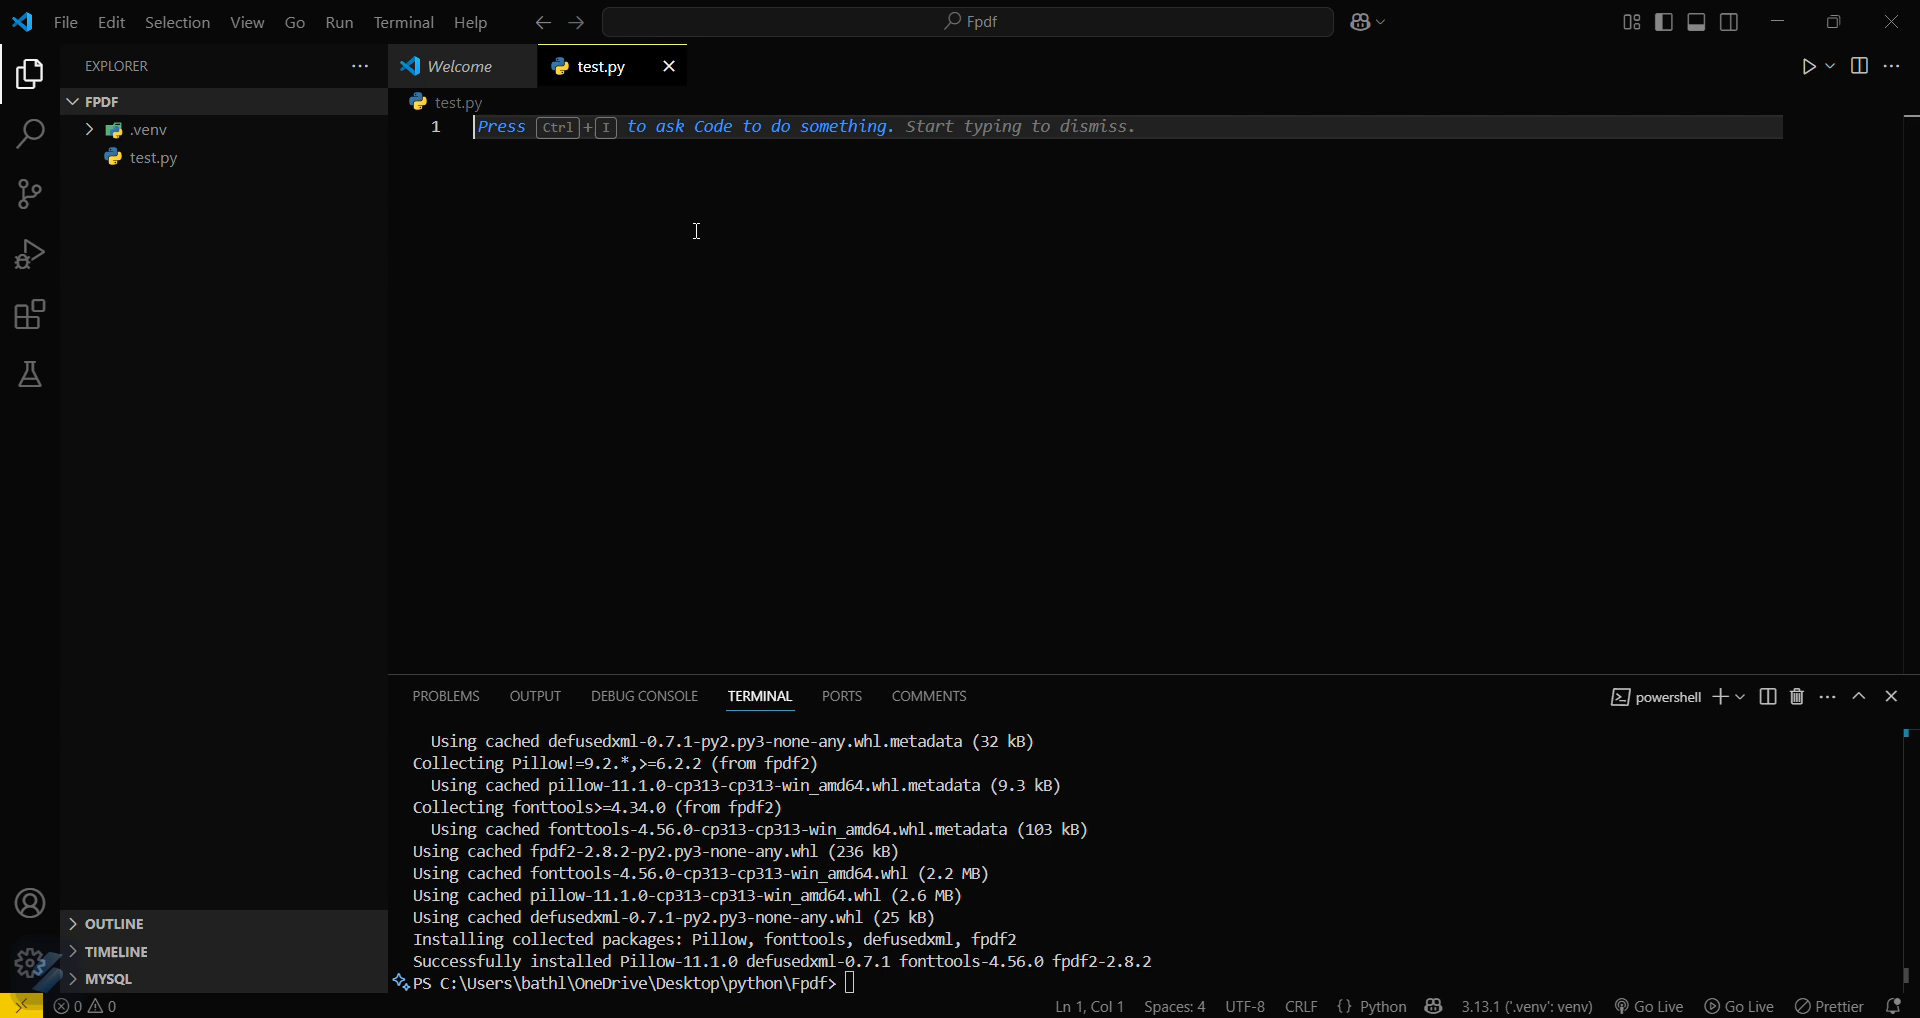 File Edit Selection View Go Run Terminal Help
Fpdf
EXPLORER
Welcome
test.py
FPDF
.venv
test.py
test.py
1 Press Ctrl+I to ask Code to do something. Start typing to dismiss.
PROBLEMS OUTPUT DEBUG CONSOLE TERMINAL PORTS COMMENTS
powershell
Using cached defusedxml-0.7.1-py2.py3-none-any.whl.metadata (32 kB)
Collecting Pillow!=9.2.*,>=6.2.2 (from fpdf2)
Using cached pillow-11.1.0-cp313-cp313-win_amd64.whl.metadata (9.3 kB)
Collecting fonttools>=4.34.0 (from fpdf2)
Using cached fonttools-4.56.0-cp313-cp313-win_amd64.whl.metadata (103 kB)
Using cached fpdf2-2.8.2-py2.py3-none-any.whl (236 kB)
Using cached fonttools-4.56.0-cp313-cp313-win_amd64.whl (2.2 MB)
Using cached pillow-11.1.0-cp313-cp313-win_amd64.whl (2.6 MB)
Using cached defusedxml-0.7.1-py2.py3-none-any.whl (25 kB)
Installing collected packages: Pillow, fonttools, defusedxml, fpdf2
Successfully installed Pillow-11.1.0 defusedxml-0.7.1 fonttools-4.56.0 fpdf2-2.8.2
PS C:\Users\bathl\OneDrive\Desktop\python\Fpdf>
OUTLINE
TIMELINE
MYSQL
0 0
Ln 1, Col 1 Spaces: 4 UTF-8 CRLF {} Python 3.13.1 ('.venv': venv) Go Live Go Live Prettier